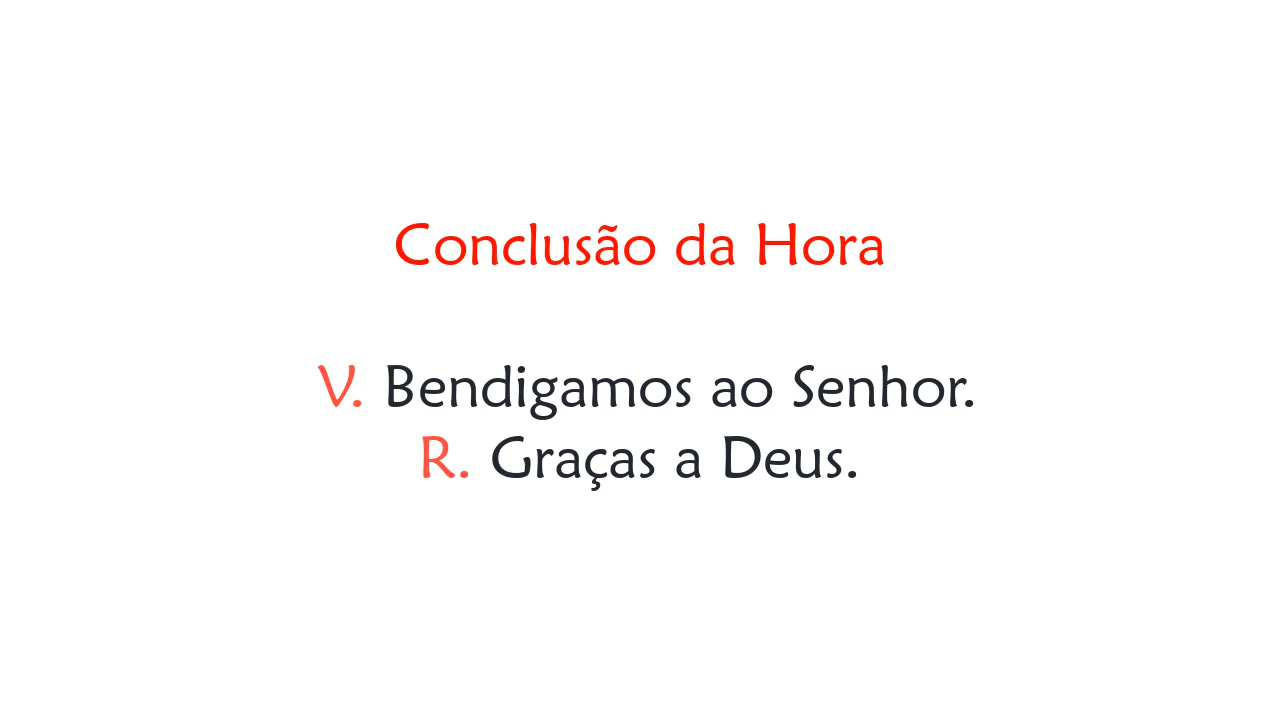 Conclusão da Hora
V. Bendigamos ao Senhor.
R. Graças a Deus.